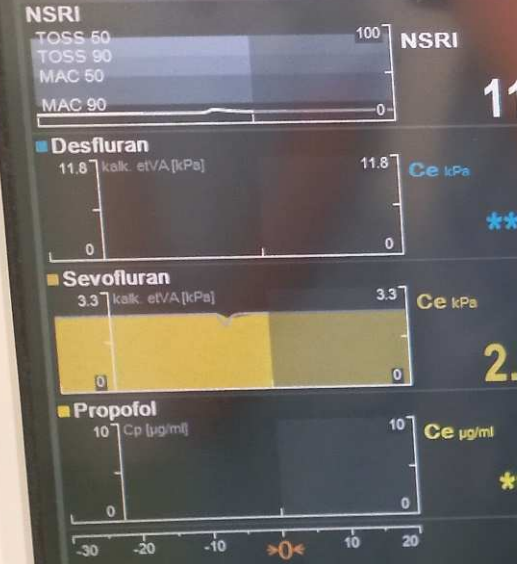 NSRI
TOSS 50
100
NSRI
TOSS 90
MAC 50
MAC 90
0
11
Desfluran
11.8 kalk. etVA [kPa]
11.8
Ce kPa
**
0
0
Sevofluran
3.3 kalk. etVA [kPa]
3.3
Ce kPa
2.
0
0
Propofol
10 Cp [µg/ml]
10
Ce µg/ml
*
0
0
-30 -20 -10 >0< 10 20